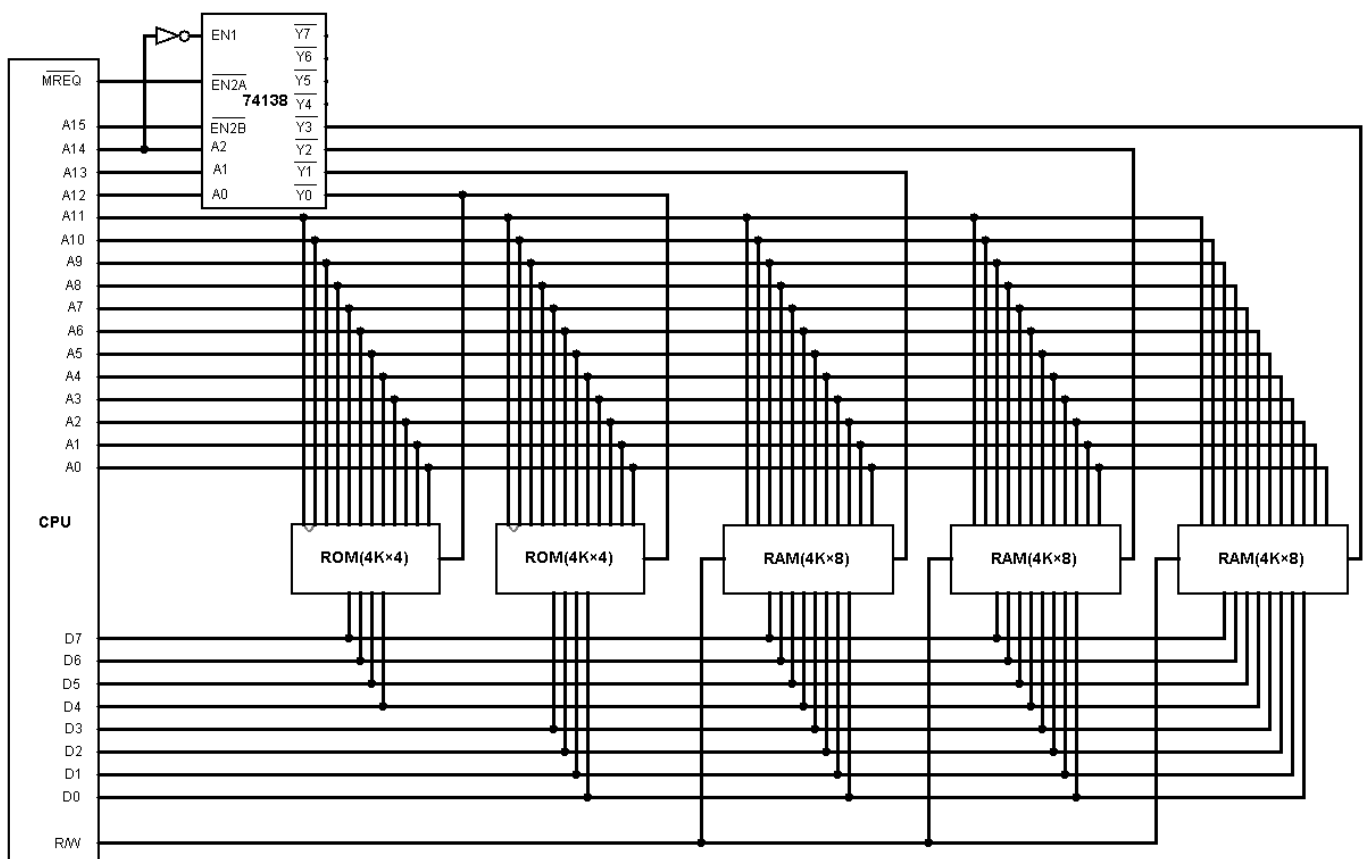 EN1
Y7
Y6
MREQ
EN2A
Y5
74138
Y4
A15
EN2B
Y3
A14
A2
Y2
A13
A1
Y1
A12
A0
Y0
A11
A10
A9
A8
A7
A6
A5
A4
A3
A2
A1
A0
CPU
ROM(4K×4)
ROM(4K×4)
RAM(4K×8)
RAM(4K×8)
RAM(4K×8)
D7
D6
D5
D4
D3
D2
D1
D0
R/W